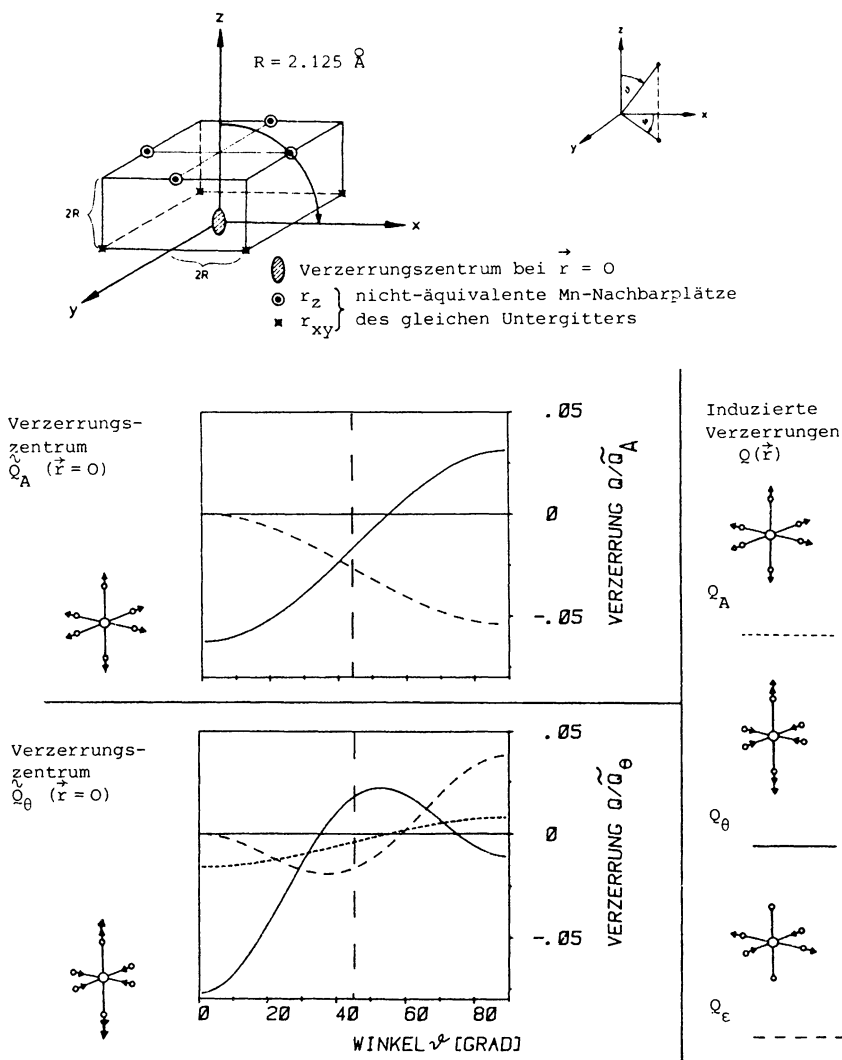 z
R = 2.125 Å
z
ϑ
x
φ
y
2R
x
2R
y
Verzerrungszentrum bei r⃗ = 0
r_z } nicht-äquivalente Mn-Nachbarplätze
r_xy } des gleichen Untergitters
Verzerrungs-
zentrum
Q̃_A (r⃗ = 0)
.05
0
-.05
VERZERRUNG Q/Q̃_A
Induzierte
Verzerrungen
Q(r⃗)
Q_A
Verzerrungs-
zentrum
Q̃_θ (r⃗ = 0)
.05
0
-.05
VERZERRUNG Q/Q̃_θ
Q_θ
Q_ε
0 20 40 60 80
WINKEL ϑ [GRAD]